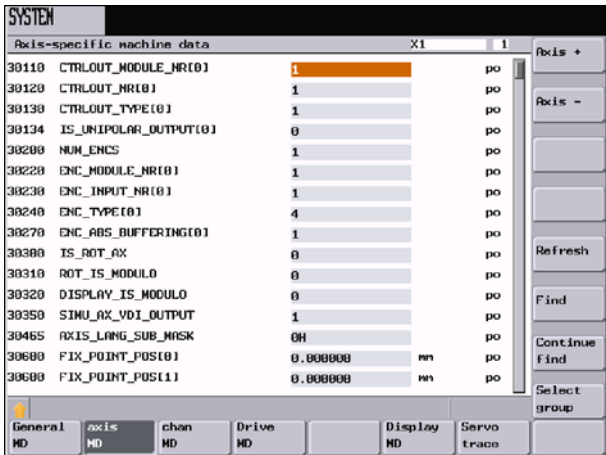 SYSTEM
Axis-specific machine data X1 1
30110 CTRLOUT_MODULE_NR[0] 1 po
30120 CTRLOUT_NR[0] 1 po
30130 CTRLOUT_TYPE[0] 1 po
30134 IS_UNIPOLAR_OUTPUT[0] 0 po
30200 NUM_ENCS 1 po
30220 ENC_MODULE_NR[0] 1 po
30230 ENC_INPUT_NR[0] 1 po
30240 ENC_TYPE[0] 4 po
30270 ENC_ABS_BUFFERING[0] 1 po
30300 IS_ROT_AX 0 po
30310 ROT_IS_MODULO 0 po
30320 DISPLAY_IS_MODULO 0 po
30350 SIMU_AX_VDI_OUTPUT 1 po
30465 AXIS_LANG_SUB_MASK 0H po
30600 FIX_POINT_POS[0] 0.000000 mm po
30600 FIX_POINT_POS[1] 0.000000 mm po
Axis +
Axis -
Refresh
Find
Continue
find
Select
group
General
MD
axis
MD
chan
MD
Drive
MD
Display
MD
Servo
trace